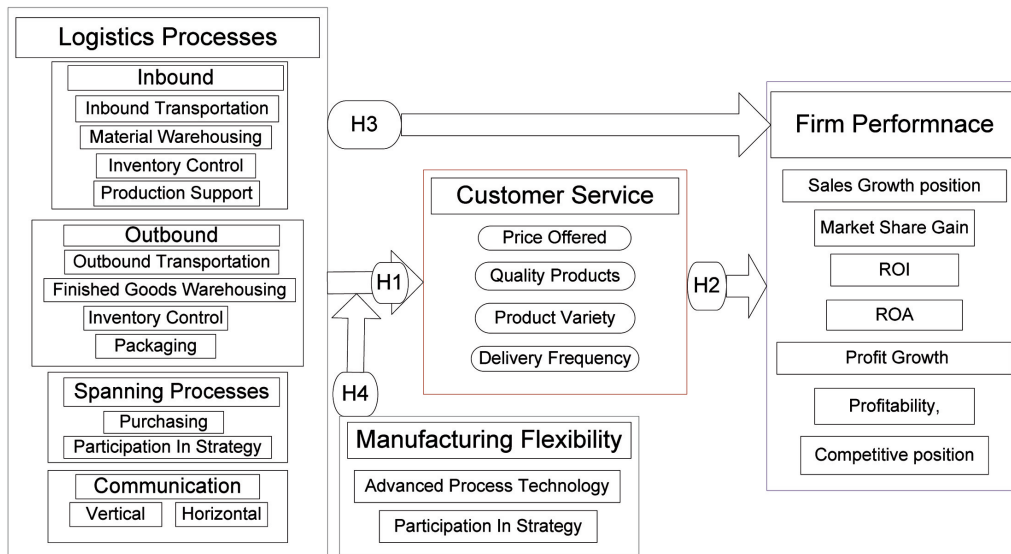 Logistics Processes
Inbound
Inbound Transportation
Material Warehousing
Inventory Control
Production Support
Outbound
Outbound Transportation
Finished Goods Warehousing
Inventory Control
Packaging
Spanning Processes
Purchasing
Participation In Strategy
Communication
Vertical
Horizontal
H3
H1
H4
Customer Service
Price Offered
Quality Products
Product Variety
Delivery Frequency
Manufacturing Flexibility
Advanced Process Technology
Participation In Strategy
H2
Firm Performnace
Sales Growth position
Market Share Gain
ROI
ROA
Profit Growth
Profitability,
Competitive position